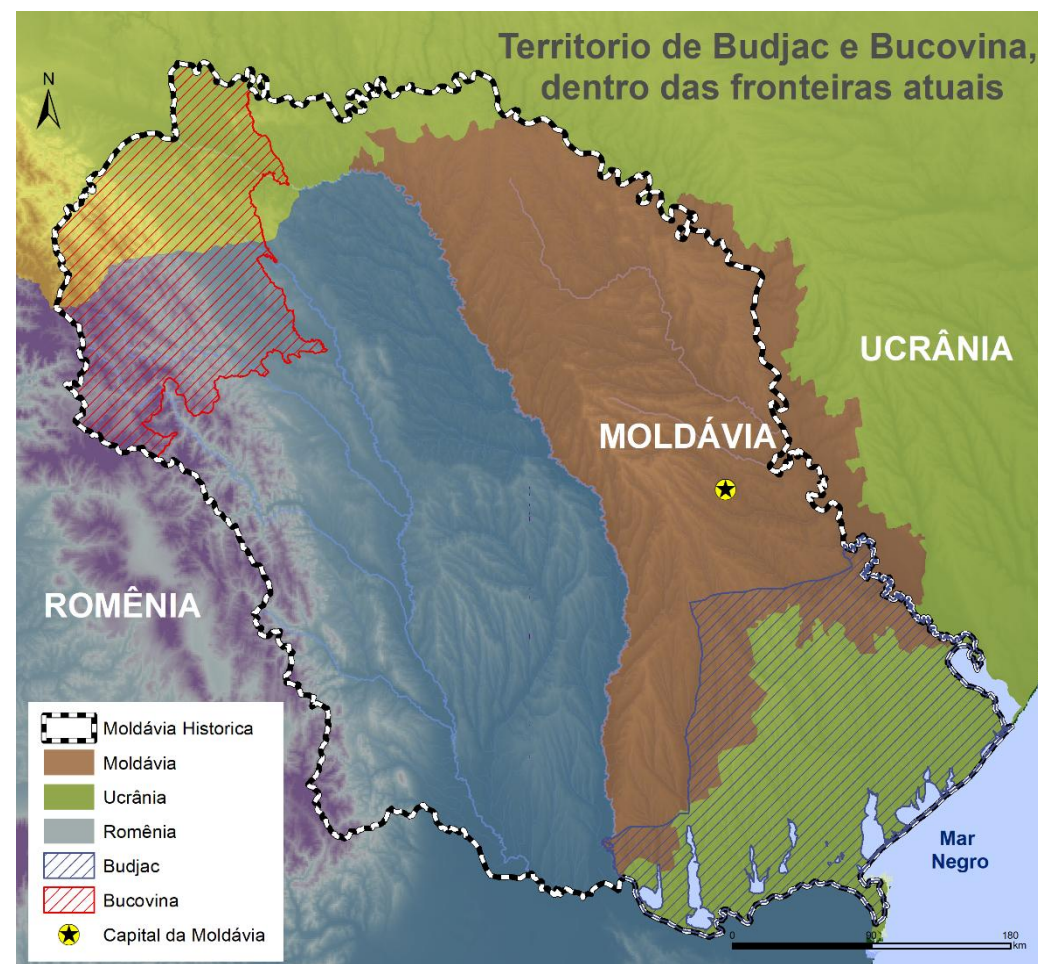 Territorio de Budjac e Bucovina,
dentro das fronteiras atuais
N
UCRÂNIA
MOLDÁVIA
ROMÊNIA
Moldávia Historica
Moldávia
Ucrânia
Romênia
Budjac
Bucovina
Capital da Moldávia
Mar
Negro
0 90 180
km